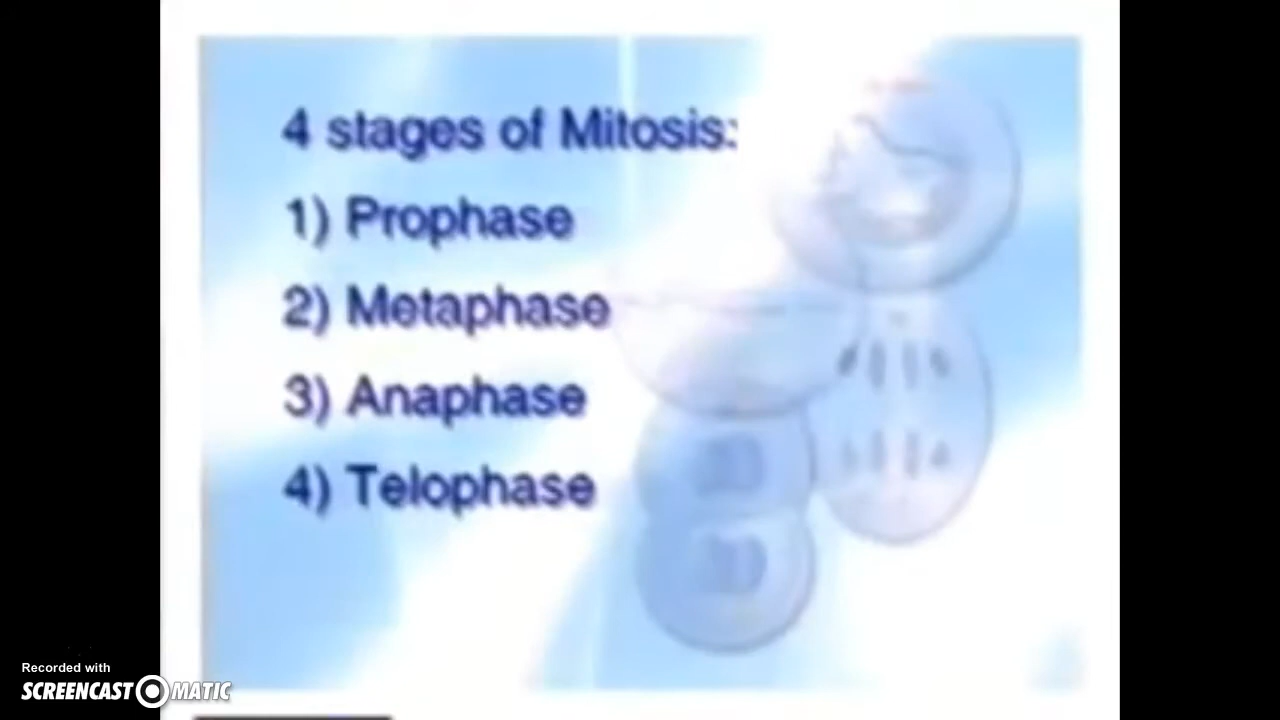 4 stages of Mitosis:
1) Prophase
2) Metaphase
3) Anaphase
4) Telophase
Recorded with
SCREENCAST MATIC